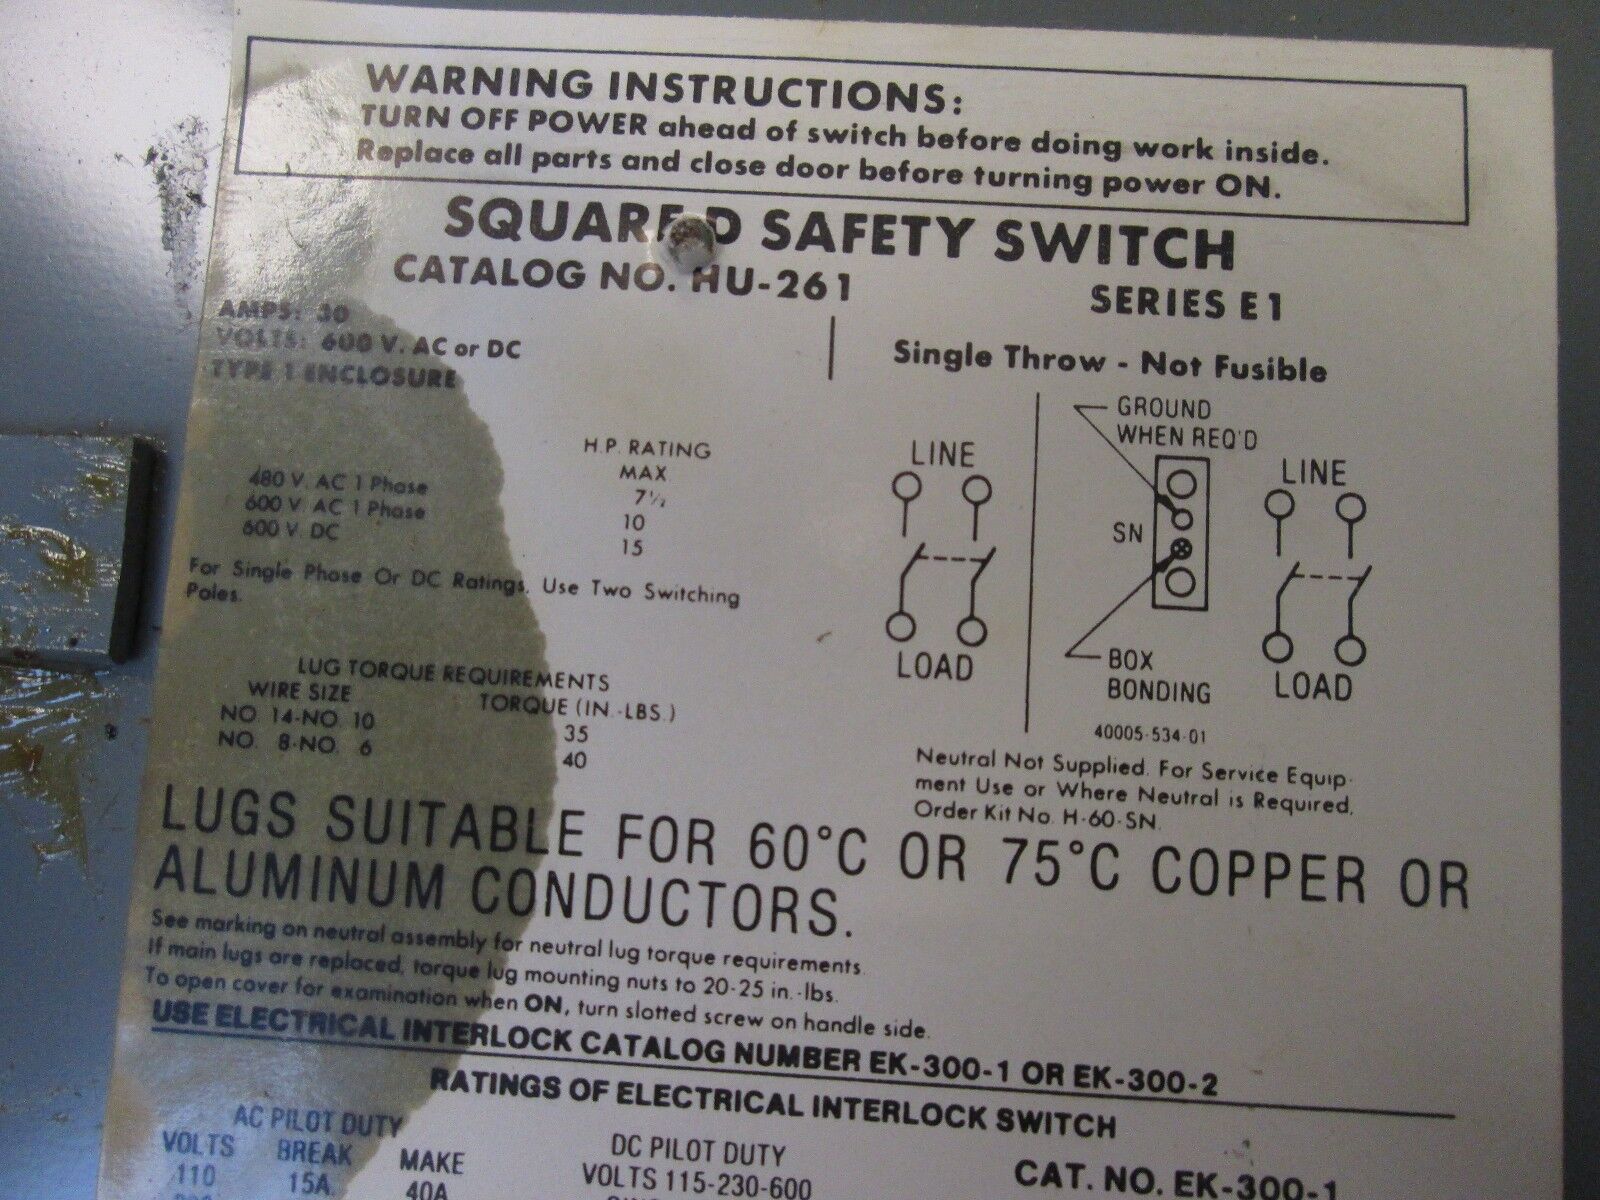 WARNING INSTRUCTIONS:
TURN OFF POWER ahead of switch before doing work inside.
Replace all parts and close door before turning power ON.
SQUARE D SAFETY SWITCH
CATALOG NO. HU-261
SERIES E1
AMPS: 30
VOLTS: 600 V. AC or DC
TYPE 1 ENCLOSURE
Single Throw - Not Fusible
H.P. RATING
MAX
480 V. AC 1 Phase 7½
600 V. AC 1 Phase 10
600 V. DC 15
For Single Phase Or DC Ratings, Use Two Switching
Poles.
LINE
LOAD
GROUND
WHEN REQ'D
SN
BOX
BONDING
LINE
LOAD
40005-534-01
LUG TORQUE REQUIREMENTS
WIRE SIZE TORQUE (IN.-LBS.)
NO. 14-NO. 10 35
NO. 8-NO. 6 40
Neutral Not Supplied. For Service Equip-
ment Use or Where Neutral is Required,
Order Kit No. H-60-SN.
LUGS SUITABLE FOR 60°C OR 75°C COPPER OR
ALUMINUM CONDUCTORS.
See marking on neutral assembly for neutral lug torque requirements.
If main lugs are replaced, torque lug mounting nuts to 20-25 in.-lbs.
To open cover for examination when ON, turn slotted screw on handle side.
USE ELECTRICAL INTERLOCK CATALOG NUMBER EK-300-1 OR EK-300-2
RATINGS OF ELECTRICAL INTERLOCK SWITCH
AC PILOT DUTY
VOLTS BREAK MAKE
110 15A 40A
DC PILOT DUTY
VOLTS 115-230-600
CAT. NO. EK-300-1